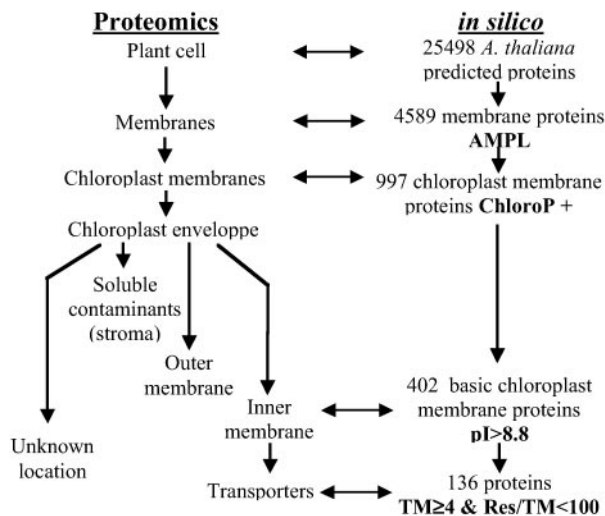 Proteomics
Plant cell
Membranes
Chloroplast membranes
Chloroplast enveloppe
Soluble
contaminants
(stroma)
Outer
membrane
Inner
membrane
Unknown
location
Transporters
in silico
25498 A. thaliana
predicted proteins
4589 membrane proteins
AMPL
997 chloroplast membrane
proteins ChloroP +
402 basic chloroplast
membrane proteins
pI>8.8
136 proteins
TM≥4 & Res/TM<100